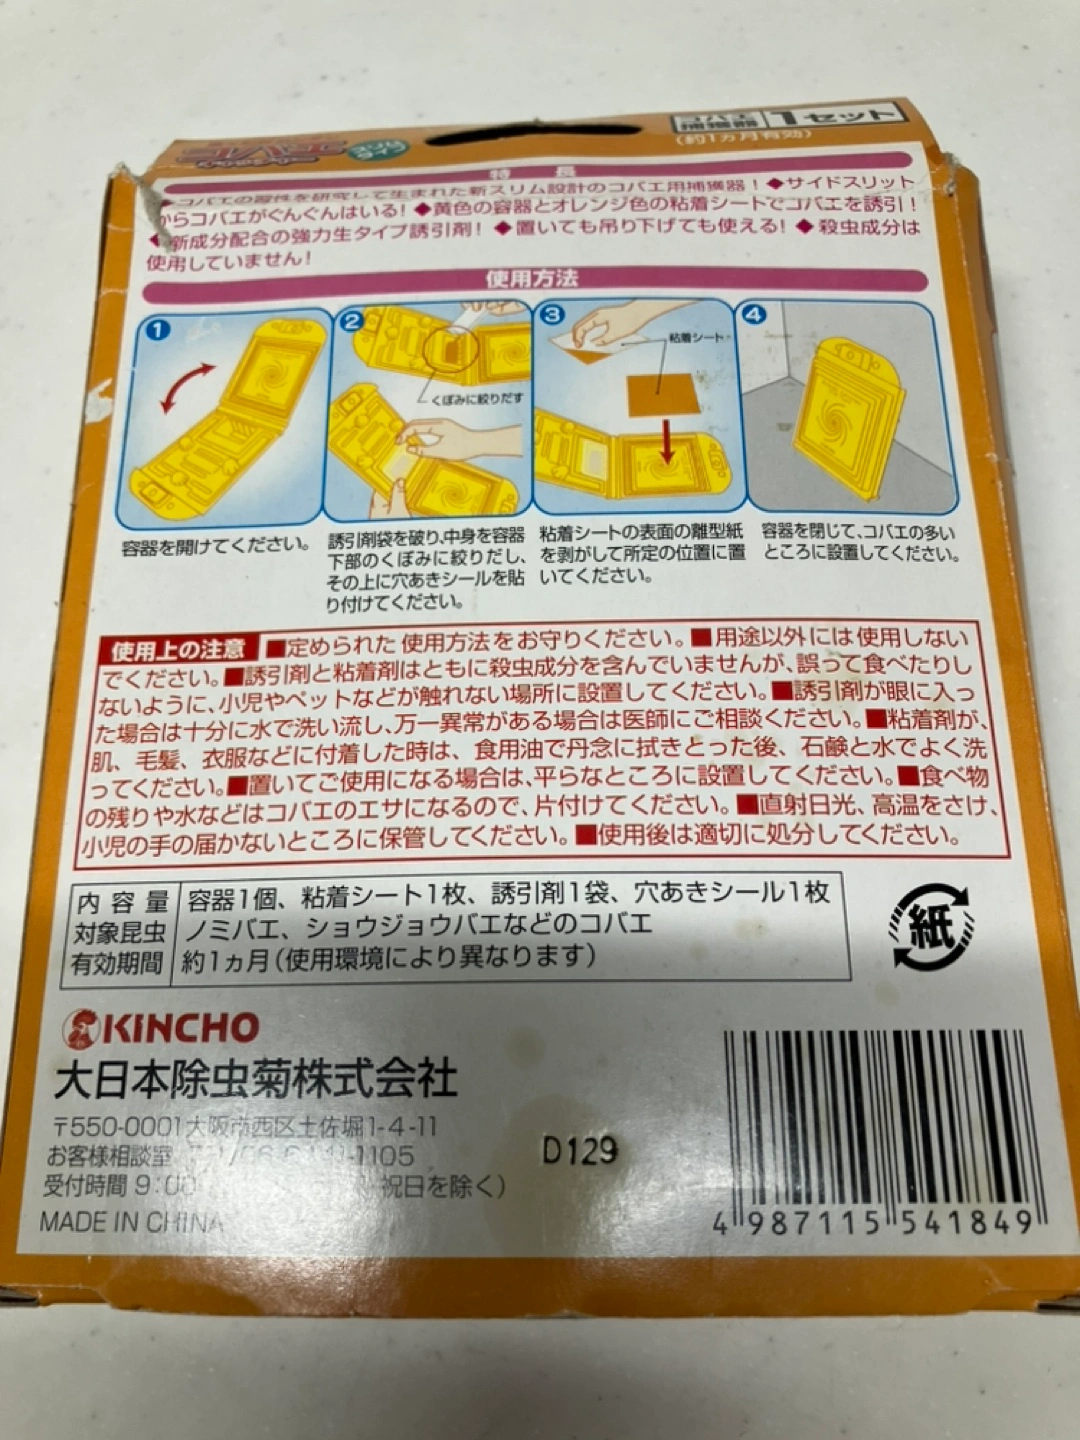 コバエ
スリム
タイプ
コバエ
捕獲器
1セット
(約1ヵ月有効)
特 長
◆コバエの習性を研究して生まれた新スリム設計のコバエ用捕獲器! ◆サイドスリット
からコバエがぐんぐんはいる! ◆黄色の容器とオレンジ色の粘着シートでコバエを誘引!
◆新成分配合の強力生タイプ誘引剤! ◆置いても吊り下げても使える! ◆殺虫成分は
使用していません!
使用方法
1
2
くぼみに絞りだす
3
粘着シート
4
容器を開けてください。
誘引剤袋を破り、中身を容器
下部のくぼみに絞りだし、
その上に穴あきシールを貼
り付けてください。
粘着シートの表面の離型紙
を剥がして所定の位置に置
いてください。
容器を閉じて、コバエの多い
ところに設置してください。
使用上の注意 ■定められた使用方法をお守りください。■用途以外には使用しない
でください。■誘引剤と粘着剤はともに殺虫成分を含んでいませんが、誤って食べたりし
ないように、小児やペットなどが触れない場所に設置してください。■誘引剤が眼に入っ
た場合は十分に水で洗い流し、万一異常がある場合は医師にご相談ください。■粘着剤が、
肌、毛髪、衣服などに付着した時は、食用油で丹念に拭きとった後、石鹸と水でよく洗
ってください。■置いてご使用になる場合は、平らなところに設置してください。■食べ物
の残りや水などはコバエのエサになるので、片付けてください。■直射日光、高温をさけ、
小児の手の届かないところに保管してください。■使用後は適切に処分してください。
内容量 容器1個、粘着シート1枚、誘引剤1袋、穴あきシール1枚
対象昆虫 ノミバエ、ショウジョウバエなどのコバエ
有効期間 約1ヵ月(使用環境により異なります)
紙
KINCHO
大日本除虫菊株式会社
〒550-0001大阪市西区土佐堀1-4-11
お客様相談室 1105
受付時間 9:00 祝日を除く)
MADE IN CHINA
D129
4 987115 541849